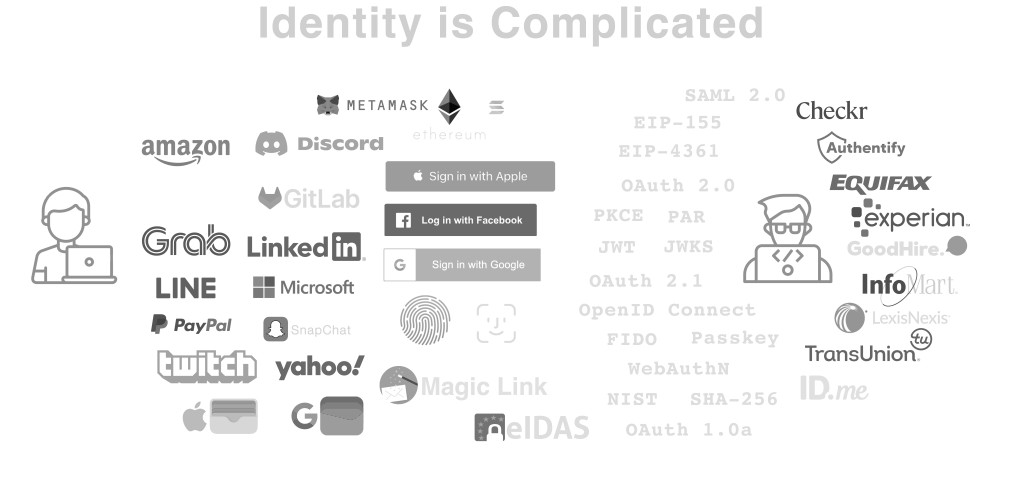 Identity is Complicated
METAMASK
ethereum
amazon
Discord
GitLab
Grab
Linked in
LINE
Microsoft
PayPal
SnapChat
twitch
yahoo!
G
Sign in with Apple
f Log in with Facebook
G Sign in with Google
Magic Link
eIDAS
SAML 2.0
EIP-155
EIP-4361
OAuth 2.0
PKCE PAR
JWT JWKS
OAuth 2.1
OpenID Connect
FIDO Passkey
WebAuthN
NIST SHA-256
OAuth 1.0a
</>
Checkr
Authentify
EQUIFAX
experian
GoodHire
InfoMart
LexisNexis
tu
TransUnion
ID.me